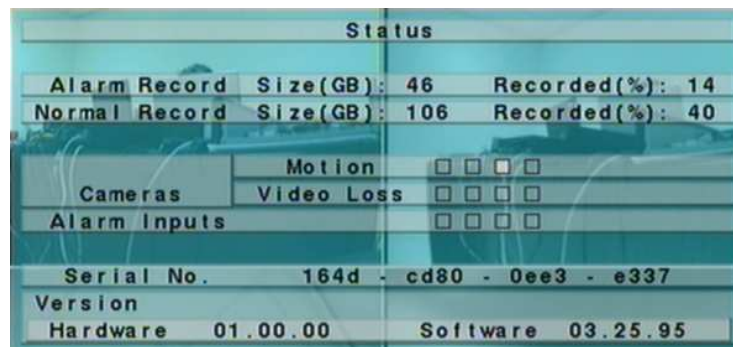 Status
Alarm Record Size(GB): 46 Recorded(%): 14
Normal Record Size(GB): 106 Recorded(%): 40
Motion
Cameras Video Loss
Alarm Inputs
Serial No. 164d - cd80 - 0ee3 - e337
Version
Hardware 01.00.00 Software 03.25.95